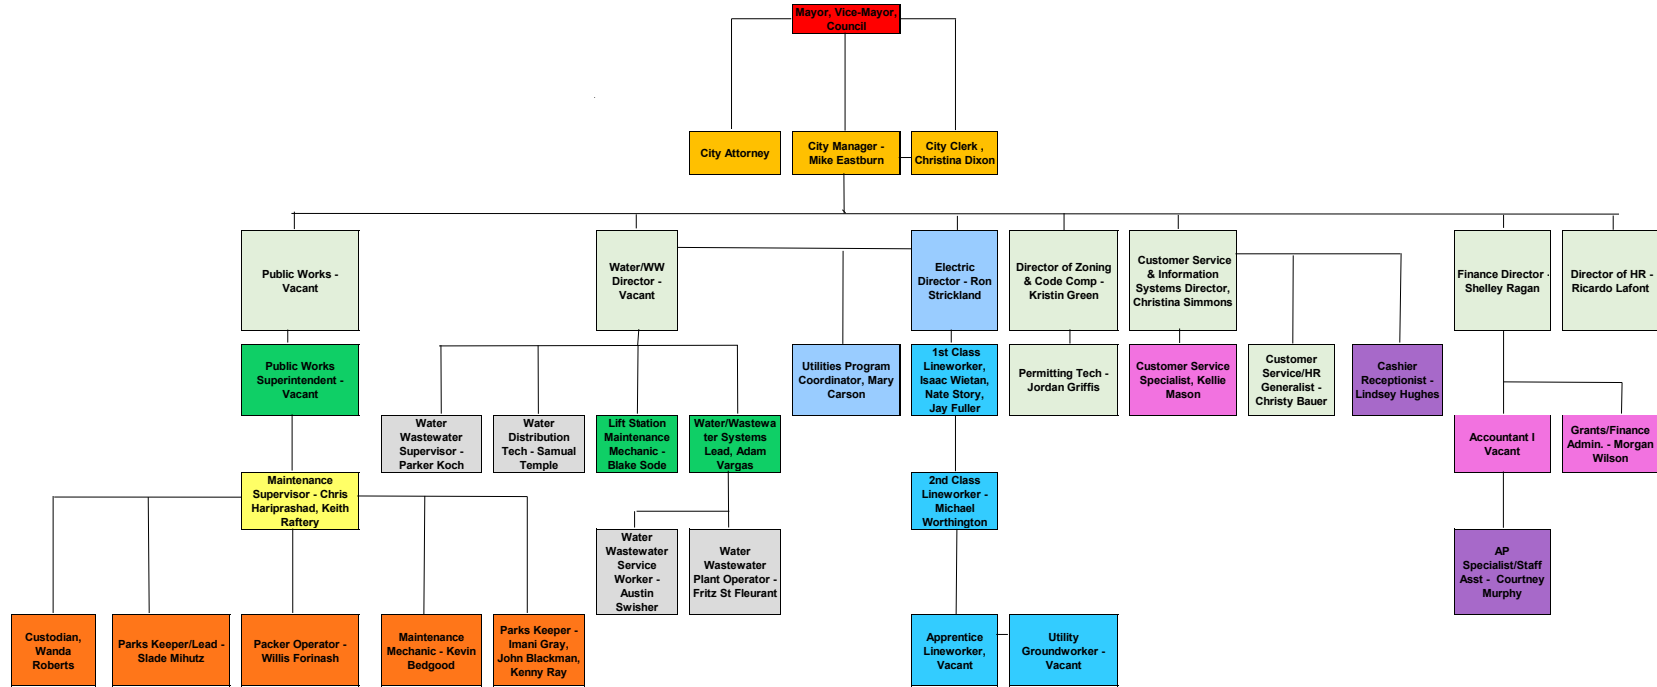 Mayor, Vice-Mayor,
Council
City Attorney
City Manager -
Mike Eastburn
City Clerk ,
Christina Dixon
Public Works -
Vacant
Water/WW
Director -
Vacant
Electric
Director - Ron
Strickland
Director of Zoning
& Code Comp -
Kristin Green
Customer Service
& Information
Systems Director,
Christina Simmons
Finance Director -
Shelley Ragan
Director of HR -
Ricardo Lafont
Public Works
Superintendent -
Vacant
Utilities Program
Coordinator, Mary
Carson
1st Class
Lineworker,
Isaac Wietan,
Nate Story,
Jay Fuller
Permitting Tech -
Jordan Griffis
Customer Service
Specialist, Kellie
Mason
Customer
Service/HR
Generalist -
Christy Bauer
Cashier
Receptionist -
Lindsey Hughes
Water
Wastewater
Supervisor -
Parker Koch
Water
Distribution
Tech - Samual
Temple
Lift Station
Maintenance
Mechanic -
Blake Sode
Water/Wastewa
ter Systems
Lead, Adam
Vargas
Accountant I
Vacant
Grants/Finance
Admin. - Morgan
Wilson
Maintenance
Supervisor - Chris
Hariprashad, Keith
Raftery
2nd Class
Lineworker -
Michael
Worthington
Water
Wastewater
Service
Worker -
Austin
Swisher
Water
Wastewater
Plant Operator -
Fritz St Fleurant
AP
Specialist/Staff
Asst - Courtney
Murphy
Custodian,
Wanda
Roberts
Parks Keeper/Lead -
Slade Mihutz
Packer Operator -
Willis Forinash
Maintenance
Mechanic - Kevin
Bedgood
Parks Keeper -
Imani Gray,
John Blackman,
Kenny Ray
Apprentice
Lineworker,
Vacant
Utility
Groundworker -
Vacant